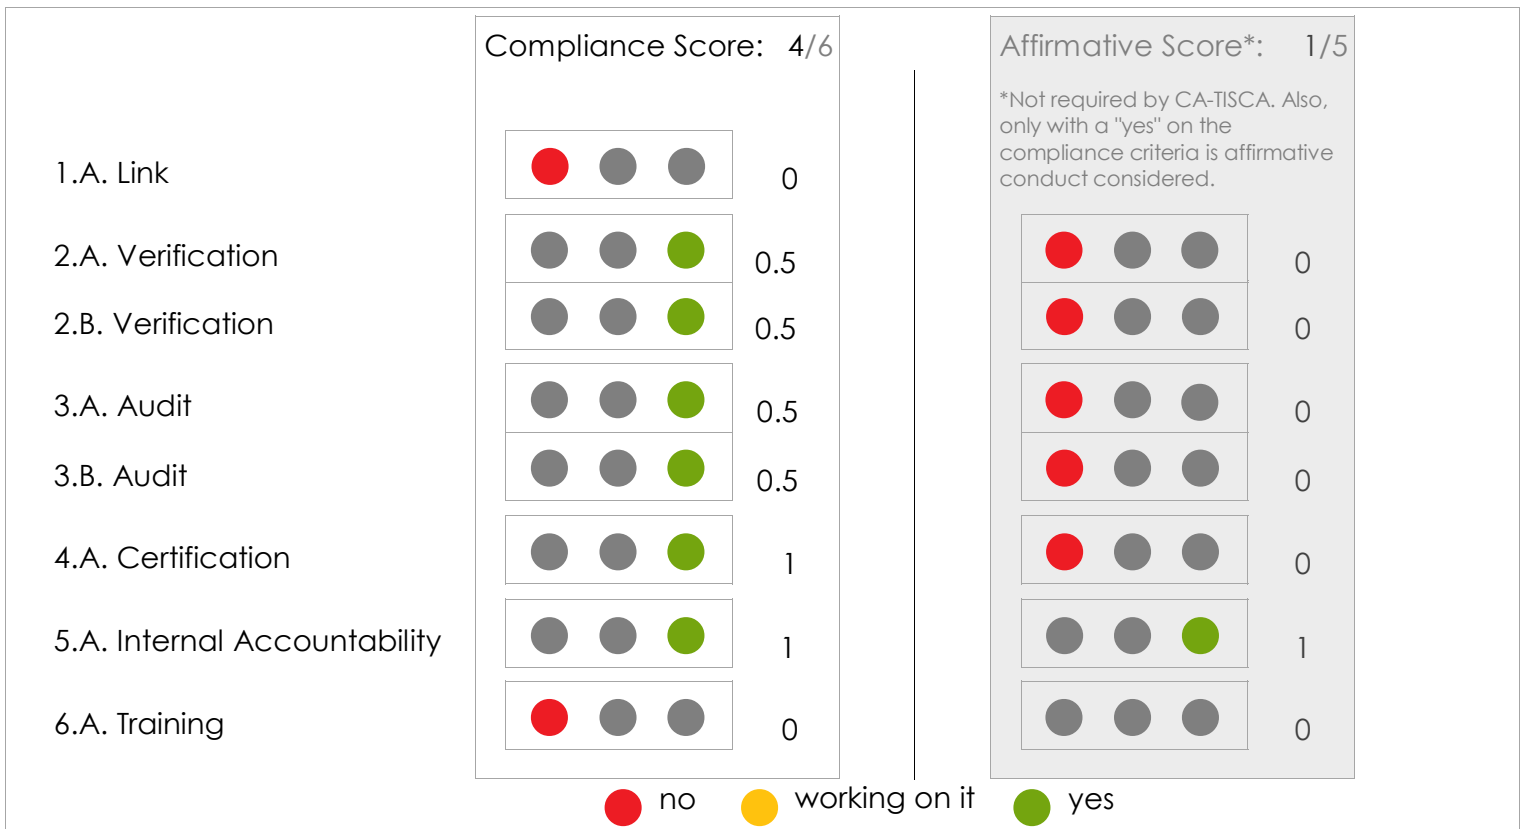 Compliance Score: 4/6
Affirmative Score*: 1/5
*Not required by CA-TISCA. Also,
only with a "yes" on the
compliance criteria is affirmative
conduct considered.
1.A. Link 0
2.A. Verification 0.5 0
2.B. Verification 0.5 0
3.A. Audit 0.5 0
3.B. Audit 0.5 0
4.A. Certification 1 0
5.A. Internal Accountability 1 1
6.A. Training 0 0
no working on it yes